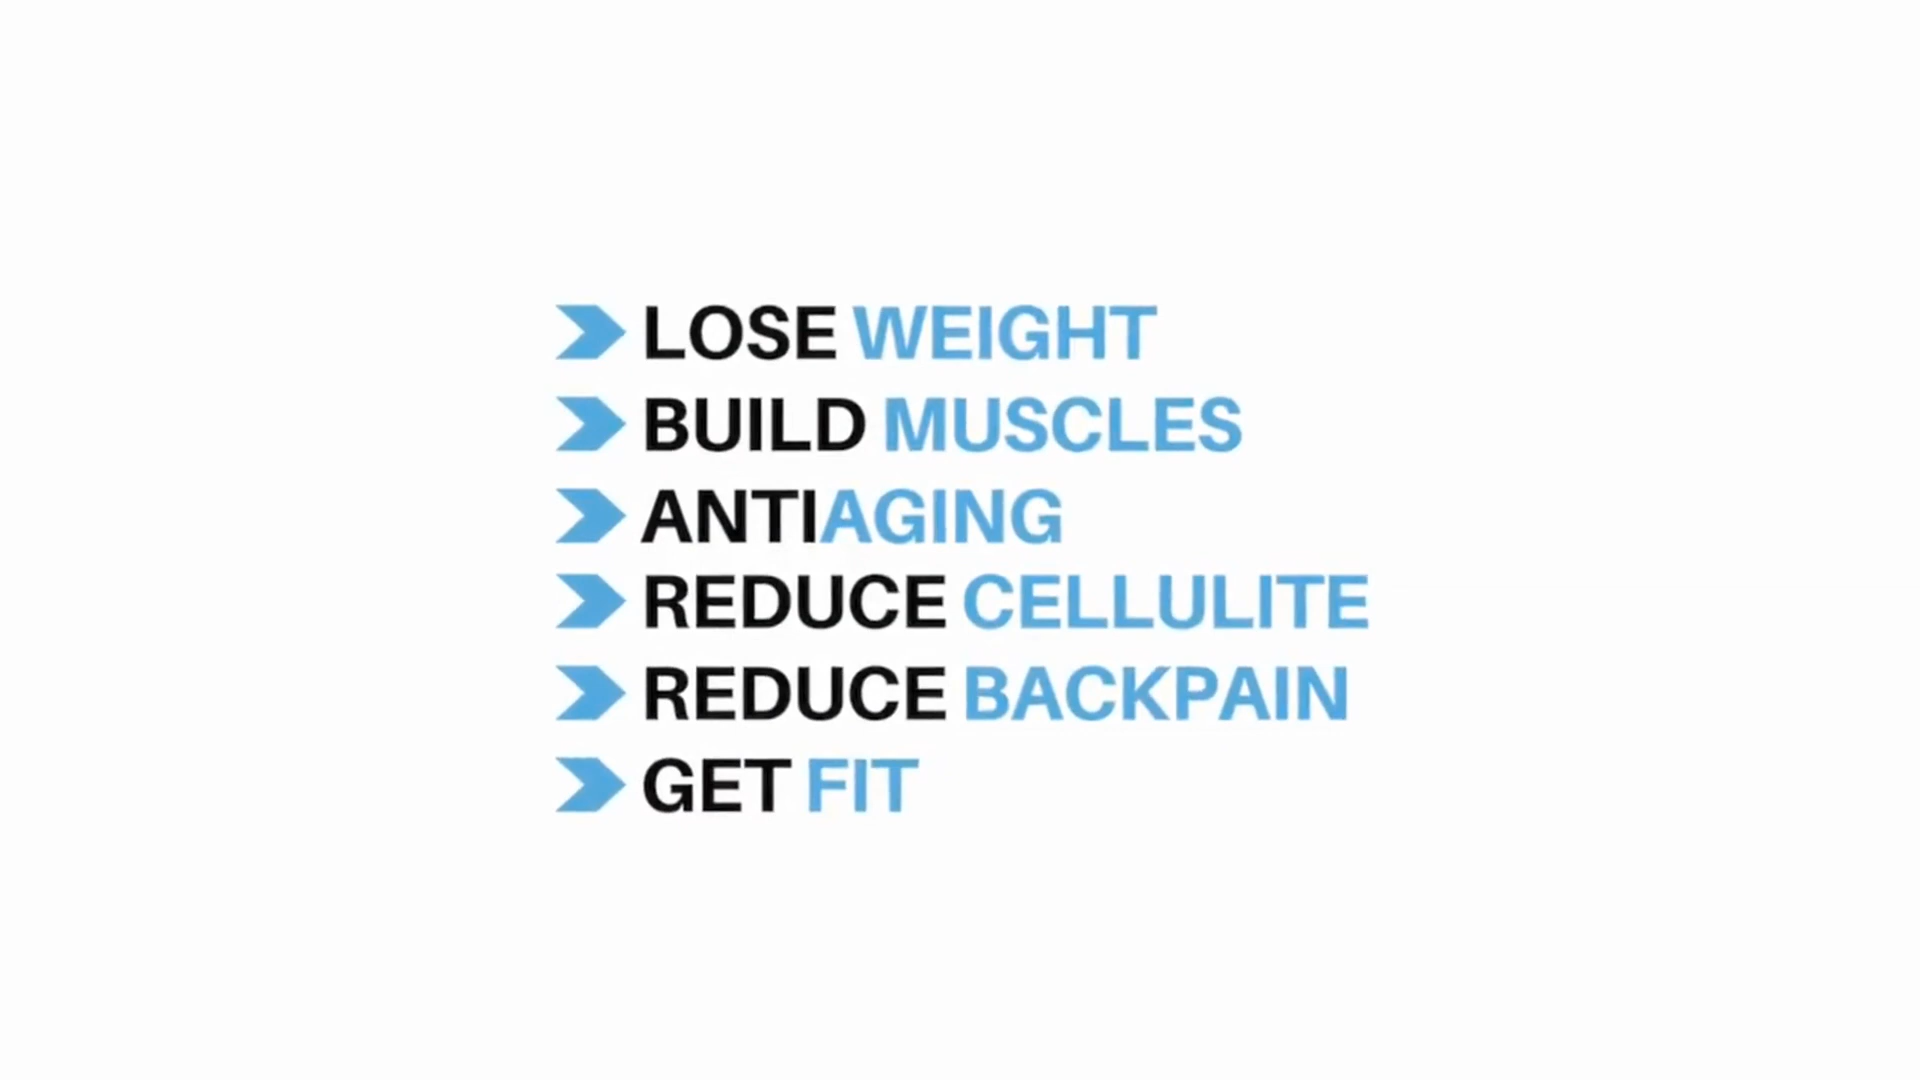 LOSE WEIGHT
BUILD MUSCLES
ANTIAGING
REDUCE CELLULITE
REDUCE BACKPAIN
GET FIT